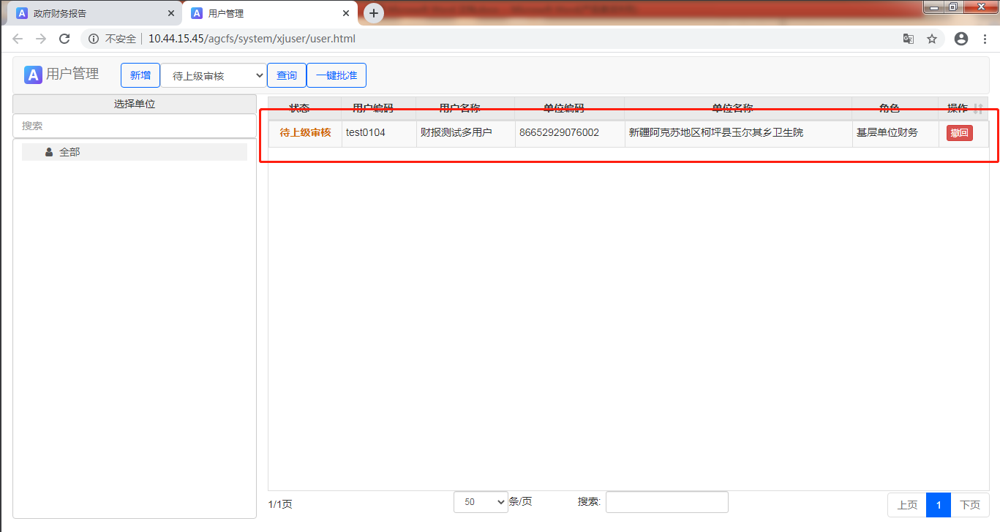 政府财务报告
用户管理
不安全
10.44.15.45/agcfs/system/xjuser/user.html
A 用户管理 新增 待上级审核 查询 一键批准
选择单位
搜索
全部
状态 用户编码 用户名称 单位编码 单位名称 角色 操作
待上级审核 test0104 财报测试多用户 86652929076002 新疆阿克苏地区柯坪县玉尔其乡卫生院 基层单位财务 撤回
1/1页 50 条/页 搜索: 上页 1 下页